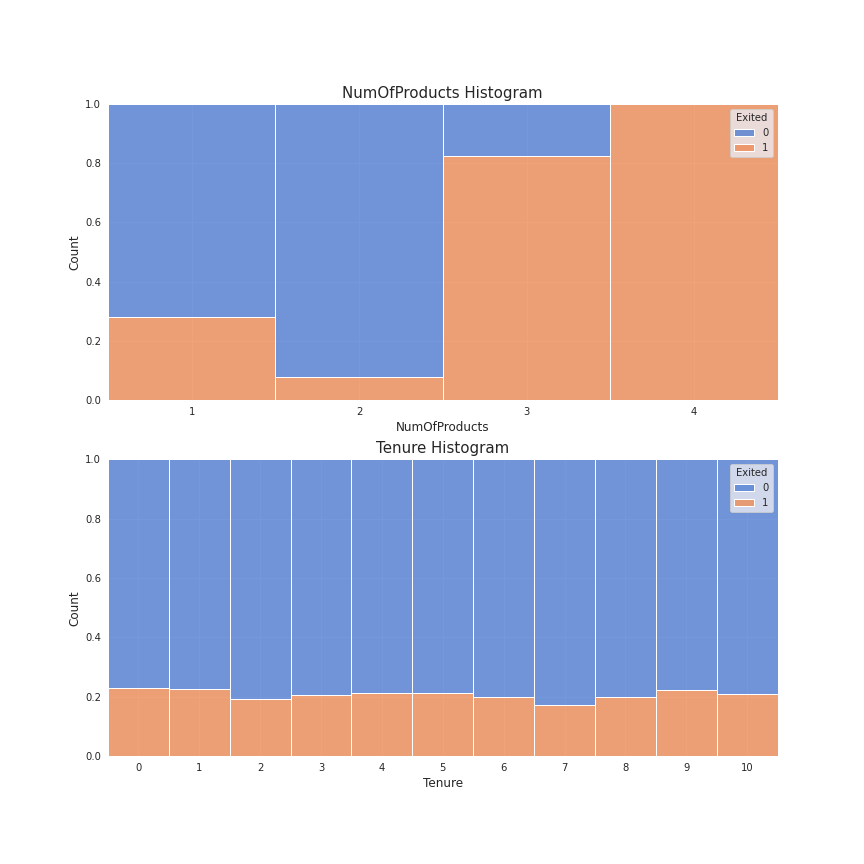 NumOfProducts Histogram
1.0
0.8
0.6
0.4
0.2
0.0
Count
Exited
0
1
1 2 3 4
NumOfProducts
Tenure Histogram
1.0
0.8
0.6
0.4
0.2
0.0
Count
Exited
0
1
0 1 2 3 4 5 6 7 8 9 10
Tenure